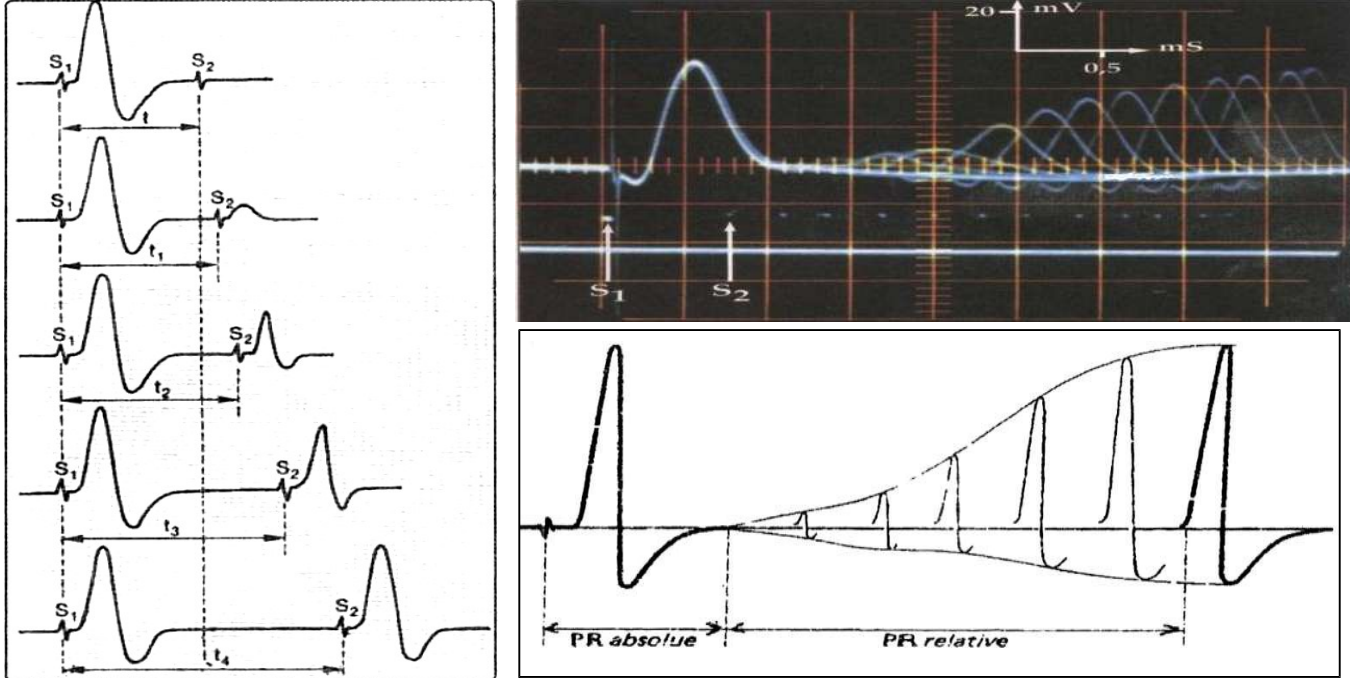 S1 S2
t
S1 S2
t1
S1 S2
t2
S1 S2
t3
S1 S2
t4
20 mV
mS
0,5
S1 S2
PR absolue PR relative